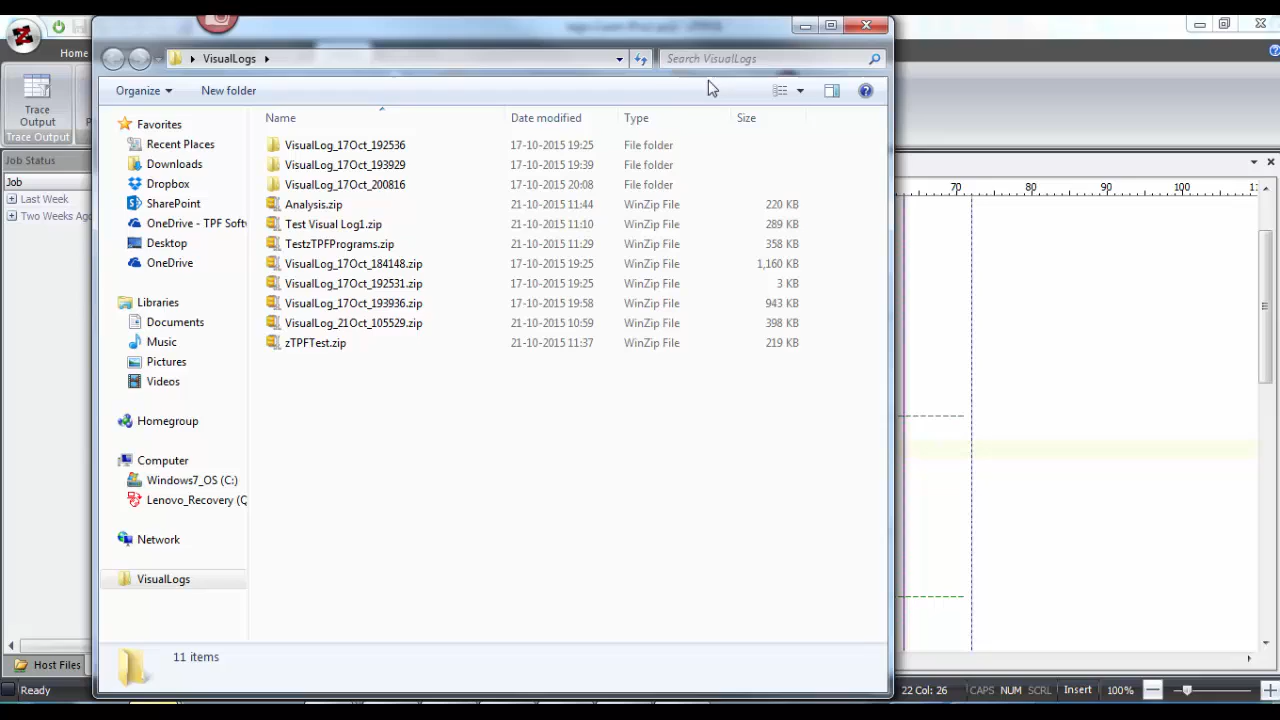 VisualLogs
Search VisualLogs
Home
Organize
New folder
Trace Output
Trace Output
Job Status
Job
Last Week
Two Weeks Ago
Favorites
Recent Places
Downloads
Dropbox
SharePoint
OneDrive - TPF Soft
Desktop
OneDrive
Libraries
Documents
Music
Pictures
Videos
Homegroup
Computer
Windows7_OS (C:)
Lenovo_Recovery (Q
Network
VisualLogs
Name Date modified Type Size
VisualLog_17Oct_192536 17-10-2015 19:25 File folder
VisualLog_17Oct_193929 17-10-2015 19:39 File folder
VisualLog_17Oct_200816 17-10-2015 20:08 File folder
Analysis.zip 21-10-2015 11:44 WinZip File 220 KB
Test Visual Log1.zip 21-10-2015 11:10 WinZip File 289 KB
TestzTPFPrograms.zip 21-10-2015 11:29 WinZip File 358 KB
VisualLog_17Oct_184148.zip 17-10-2015 19:25 WinZip File 1,160 KB
VisualLog_17Oct_192531.zip 17-10-2015 19:25 WinZip File 3 KB
VisualLog_17Oct_193936.zip 17-10-2015 19:58 WinZip File 943 KB
VisualLog_21Oct_105529.zip 21-10-2015 10:59 WinZip File 398 KB
zTPFTest.zip 21-10-2015 11:37 WinZip File 219 KB
70 80 90 100
11 items
Host Files
Ready
22 Col: 26 CAPS NUM SCRL Insert 100%